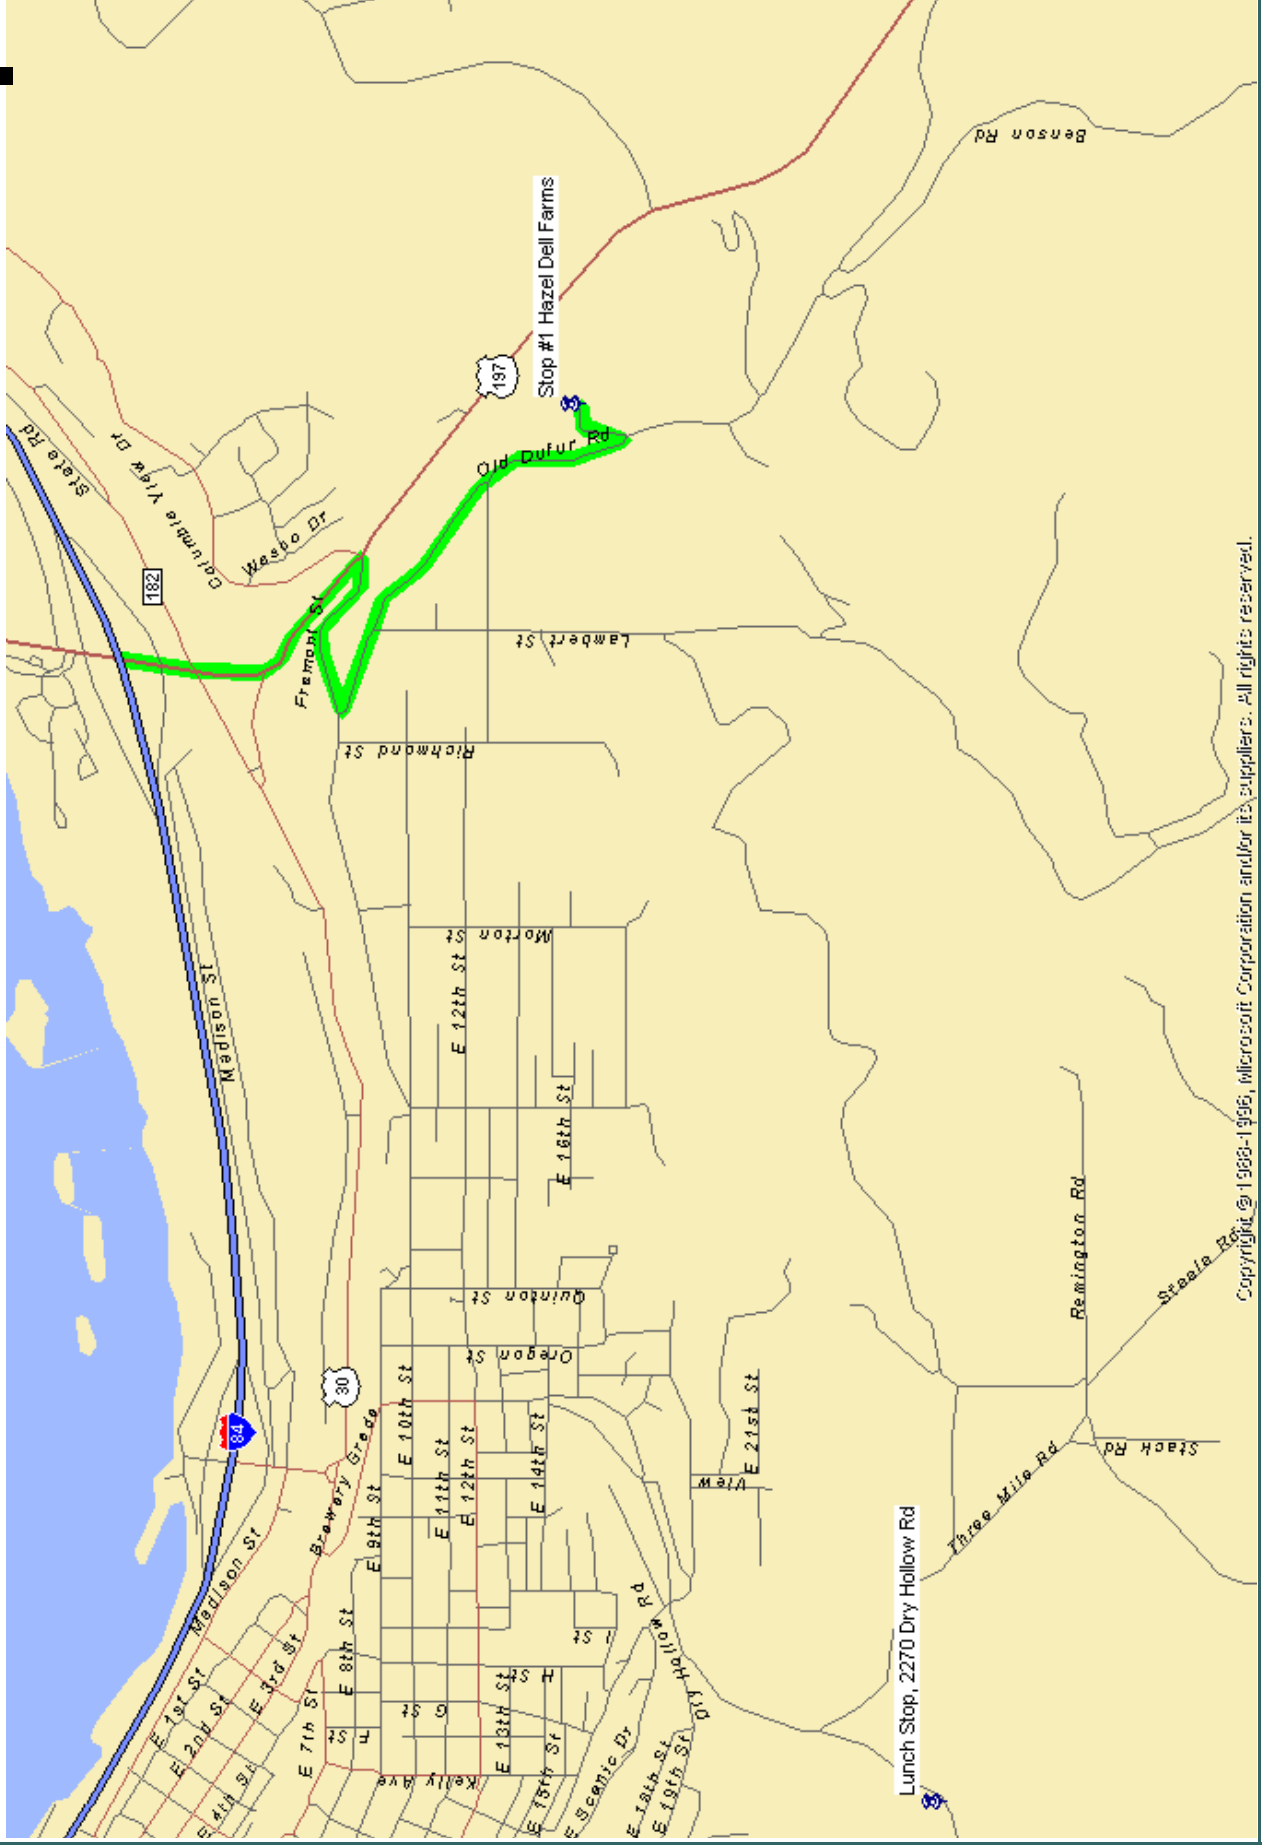 State Rd
Columbia View Dr
Wasco Dr
182
Fremont St
197
Stop #1 Hazel Dell Farms
Old Dufur Rd
Benson Rd
Lambert St
Richmond St
Madison St
Morton St
E 12th St
E 16th St
Quinton St
Oregon St
30
84
Brewery Grade
E 9th St
E 10th St
E 11th St
E 12th St
E 14th St
E 21st St
View
Remington Rd
Steele Rd
Three Mile Rd
Stack Rd
Madison St
E 1st St
E 2nd St
E 3rd St
E 4th St
E 7th St
E 8th St
F St
G St
H St
I St
Kelly Ave
E 13th St
E 15th St
E Scenic Dr
E 18th St
E 19th St
Dry Hollow Rd
Lunch Stop, 2270 Dry Hollow Rd
Copyright © 1988-1996, Microsoft Corporation and/or its suppliers. All rights reserved.